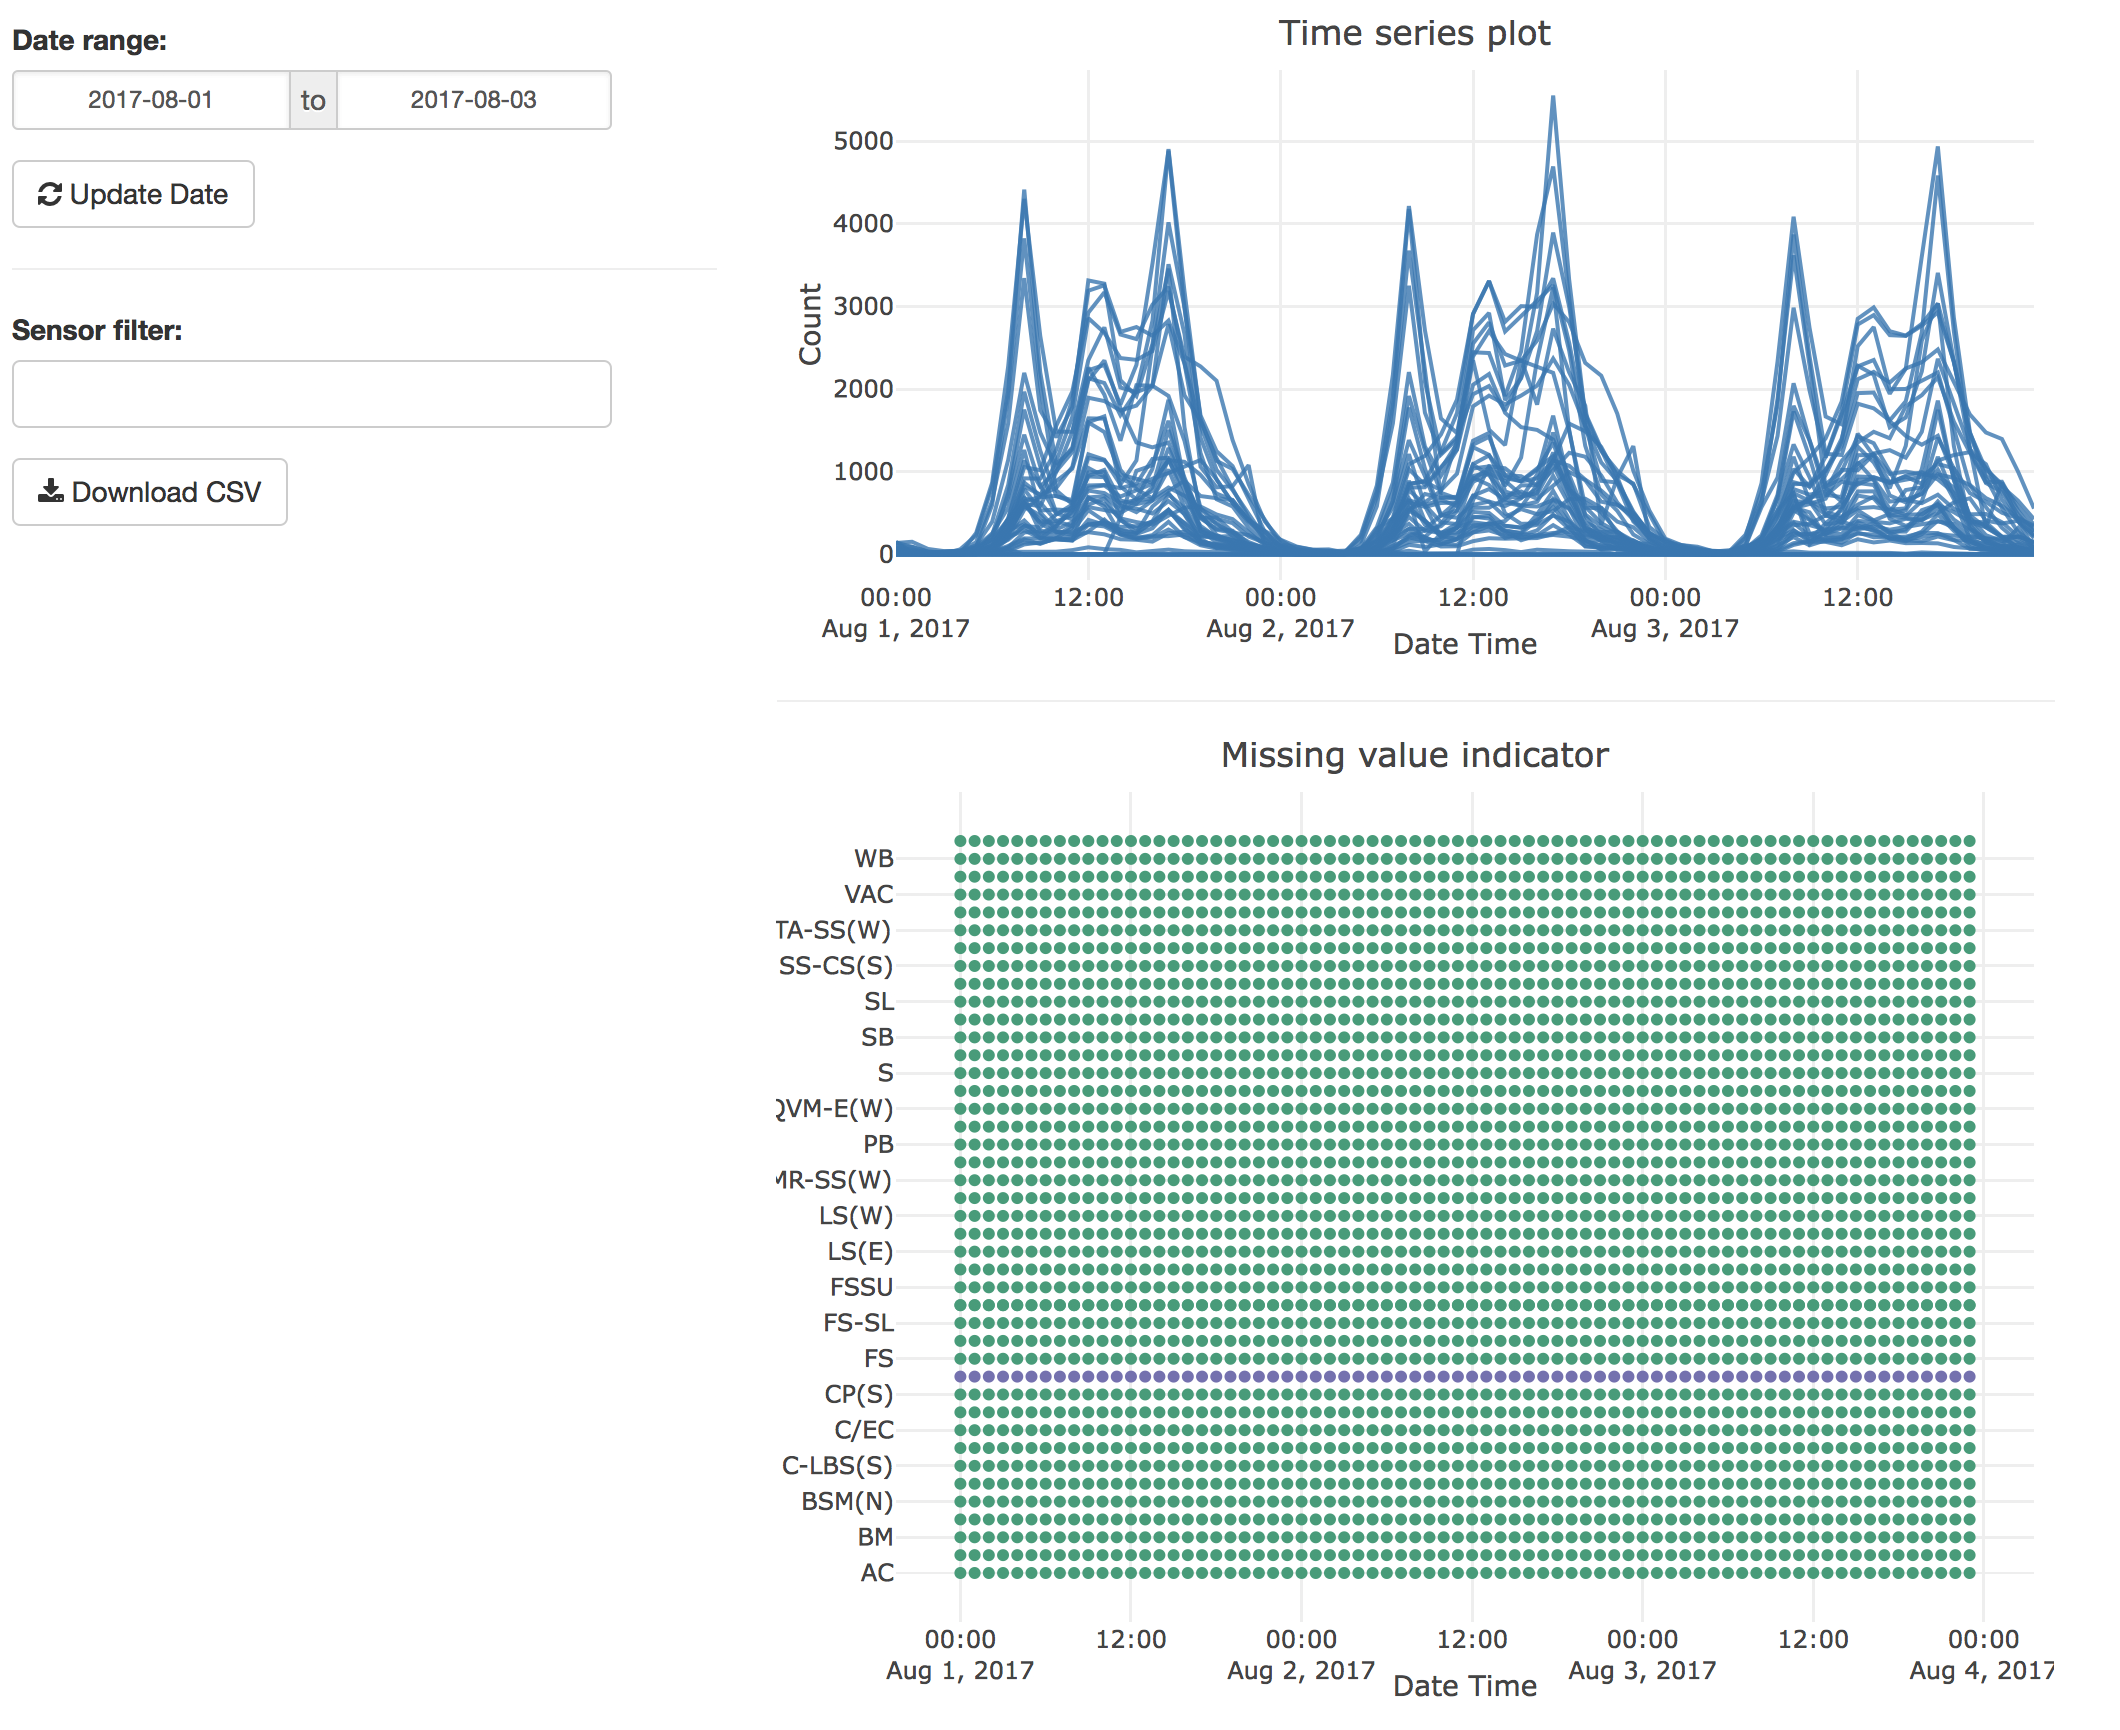 Date range:
2017-08-01 to 2017-08-03
Update Date
Sensor filter:
Download CSV
Time series plot
Count
5000
4000
3000
2000
1000
0
00:00 12:00 00:00 12:00 00:00 12:00
Aug 1, 2017 Aug 2, 2017 Aug 3, 2017
Date Time
Missing value indicator
WB
VAC
TA-SS(W)
SS-CS(S)
SL
SB
S
QVM-E(W)
PB
MR-SS(W)
LS(W)
LS(E)
FSSU
FS-SL
FS
CP(S)
C/EC
C-LBS(S)
BSM(N)
BM
AC
00:00 12:00 00:00 12:00 00:00 12:00 00:00
Aug 1, 2017 Aug 2, 2017 Aug 3, 2017 Aug 4, 2017
Date Time